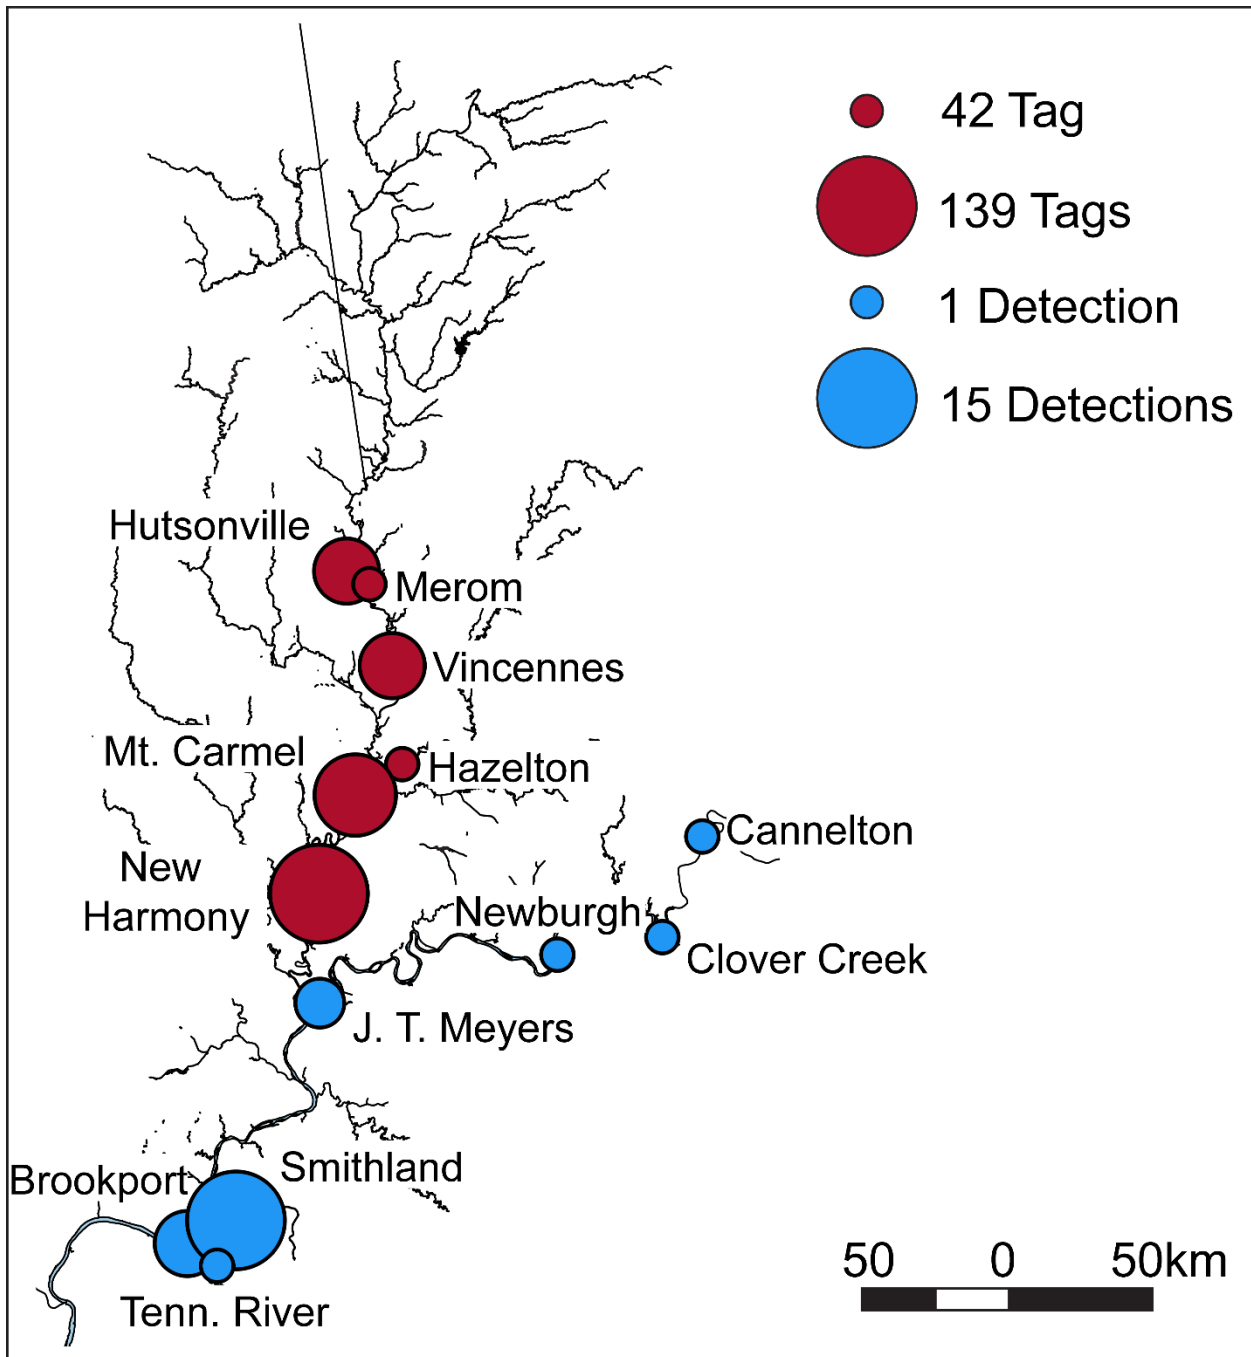 42 Tag
139 Tags
1 Detection
15 Detections
Hutsonville
Merom
Vincennes
Mt. Carmel
Hazelton
New
Harmony
Cannelton
Newburgh
Clover Creek
J. T. Meyers
Smithland
Brookport
Tenn. River
50 0 50km